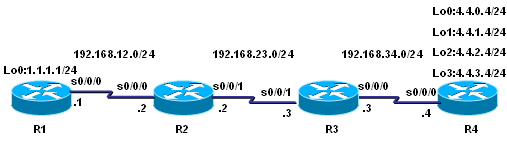 Lo0:4.4.0.4/24
Lo1:4.4.1.4/24
192.168.12.0/24 192.168.23.0/24 192.168.34.0/24 Lo2:4.4.2.4/24
Lo0:1.1.1.1/24 Lo3:4.4.3.4/24
s0/0/0 s0/0/0 s0/0/1 s0/0/1 s0/0/0 s0/0/0
.1 .2 .2 .3 .3 .4
R1 R2 R3 R4